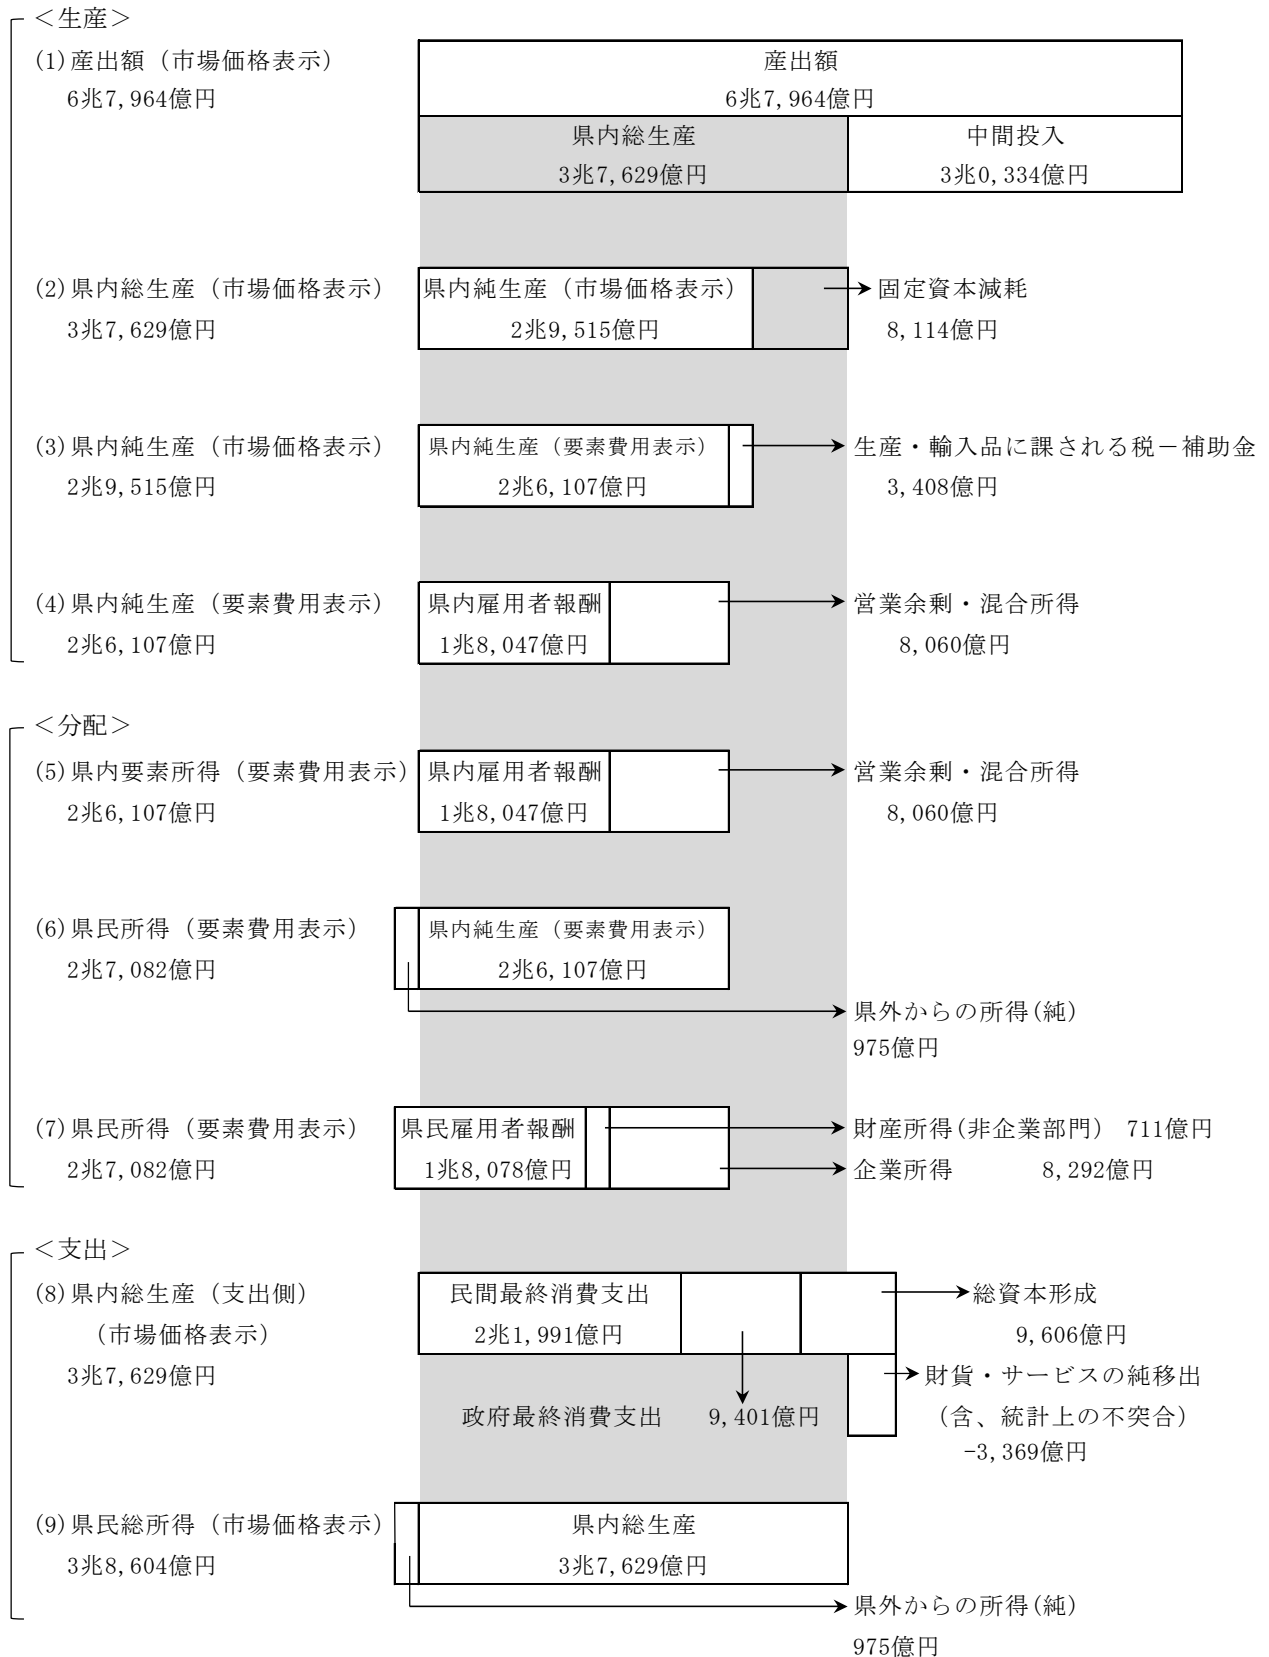 ＜生産＞
(1)産出額（市場価格表示）
6兆7,964億円
産出額
6兆7,964億円
県内総生産
3兆7,629億円
中間投入
3兆0,334億円
(2)県内総生産（市場価格表示）
3兆7,629億円
県内純生産（市場価格表示）
2兆9,515億円
固定資本減耗
8,114億円
(3)県内純生産（市場価格表示）
2兆9,515億円
県内純生産（要素費用表示）
2兆6,107億円
生産・輸入品に課される税－補助金
3,408億円
(4)県内純生産（要素費用表示）
2兆6,107億円
県内雇用者報酬
1兆8,047億円
営業余剰・混合所得
8,060億円
＜分配＞
(5)県内要素所得（要素費用表示）
2兆6,107億円
県内雇用者報酬
1兆8,047億円
営業余剰・混合所得
8,060億円
(6)県民所得（要素費用表示）
2兆7,082億円
県内純生産（要素費用表示）
2兆6,107億円
県外からの所得(純)
975億円
(7)県民所得（要素費用表示）
2兆7,082億円
県民雇用者報酬
1兆8,078億円
財産所得(非企業部門) 711億円
企業所得 8,292億円
＜支出＞
(8)県内総生産（支出側）
（市場価格表示）
3兆7,629億円
民間最終消費支出
2兆1,991億円
総資本形成
9,606億円
財貨・サービスの純移出
（含、統計上の不突合）
-3,369億円
政府最終消費支出 9,401億円
(9)県民総所得（市場価格表示）
3兆8,604億円
県内総生産
3兆7,629億円
県外からの所得(純)
975億円